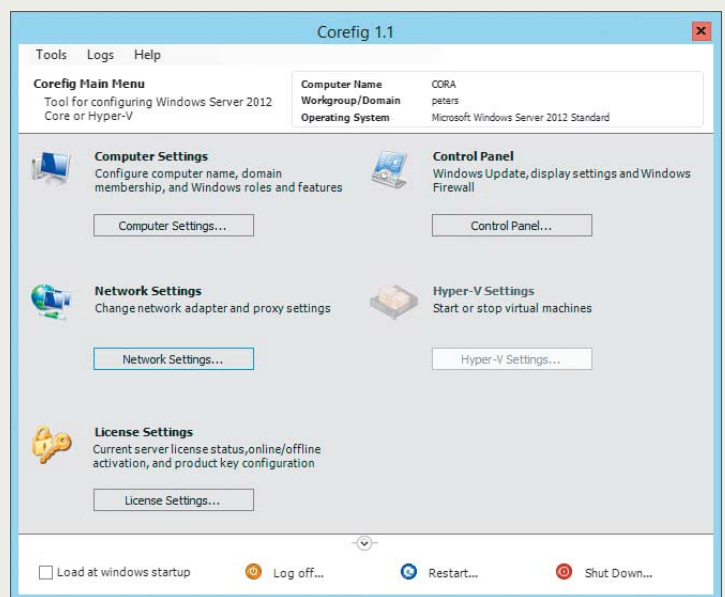 Corefig 1.1
Tools Logs Help
Corefig Main Menu
Tool for configuring Windows Server 2012
Core or Hyper-V
Computer Name CORA
Workgroup/Domain peters
Operating System Microsoft Windows Server 2012 Standard
Computer Settings
Configure computer name, domain
membership, and Windows roles and features
Computer Settings...
Control Panel
Windows Update, display settings and Windows
Firewall
Control Panel...
Network Settings
Change network adapter and proxy settings
Network Settings...
Hyper-V Settings
Start or stop virtual machines
Hyper-V Settings...
License Settings
Current server license status,online/offline
activation, and product key configuration
License Settings...
Load at windows startup
Log off...
Restart...
Shut Down...